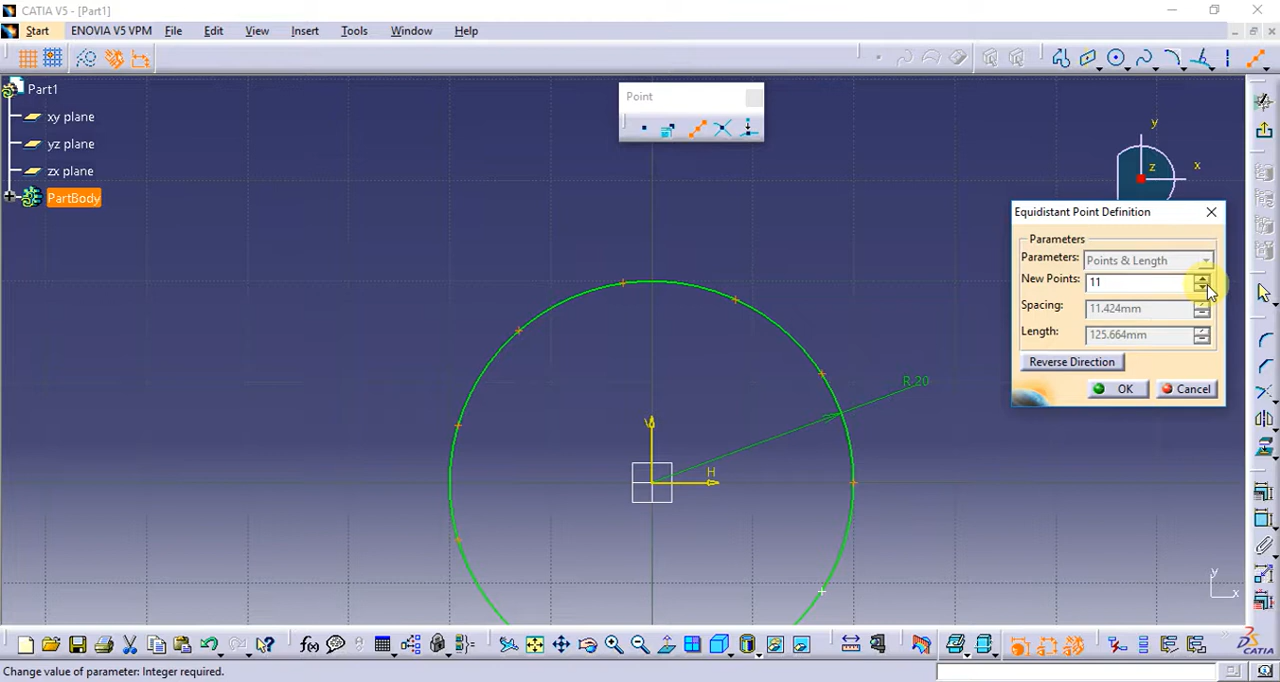 CATIA V5 - [Part1]
Start ENOVIA V5 VPM File Edit View Insert Tools Window Help
Part1
xy plane
yz plane
zx plane
PartBody
Point
y
x
z
Equidistant Point Definition
Parameters
Parameters: Points & Length
New Points: 11
Spacing: 11.424mm
Length: 125.664mm
Reverse Direction
OK Cancel
R 20
V
H
y
x
f(x)
CATIA
Change value of parameter: Integer required.